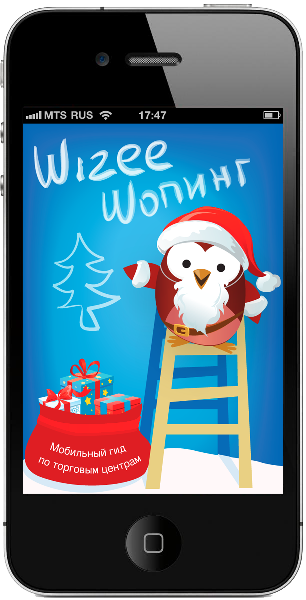 MTS RUS 17:47
Wizee
Шопинг
Мобильный гид
по торговым центрам